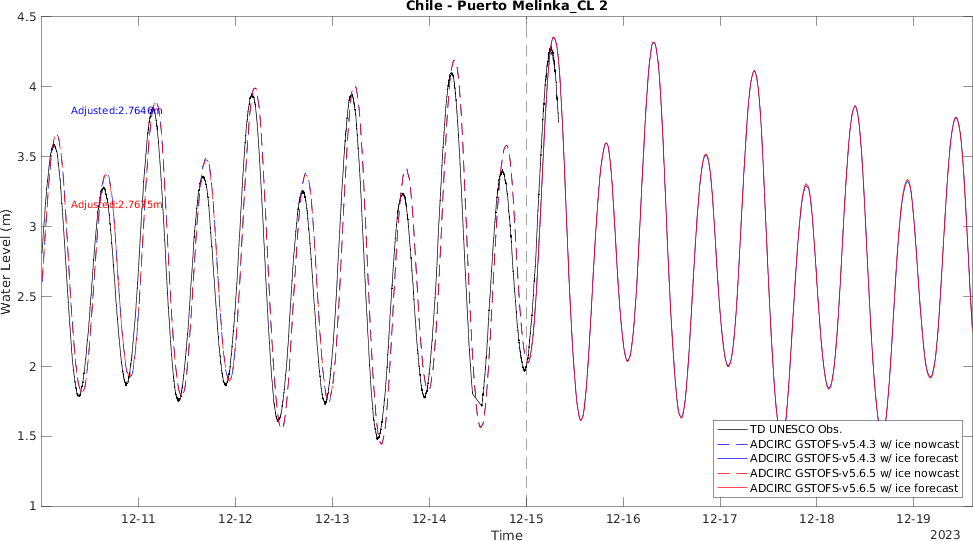 Chile - Puerto Melinka_CL 2
4.5
4
3.5
3
2.5
2
1.5
1
Water Level (m)
Adjusted:2.7646m
Adjusted:2.7675m
TD UNESCO Obs.
ADCIRC GSTOFS-v5.4.3 w/ ice nowcast
ADCIRC GSTOFS-v5.4.3 w/ ice forecast
ADCIRC GSTOFS-v5.6.5 w/ ice nowcast
ADCIRC GSTOFS-v5.6.5 w/ ice forecast
12-11 12-12 12-13 12-14 12-15 12-16 12-17 12-18 12-19
Time
2023